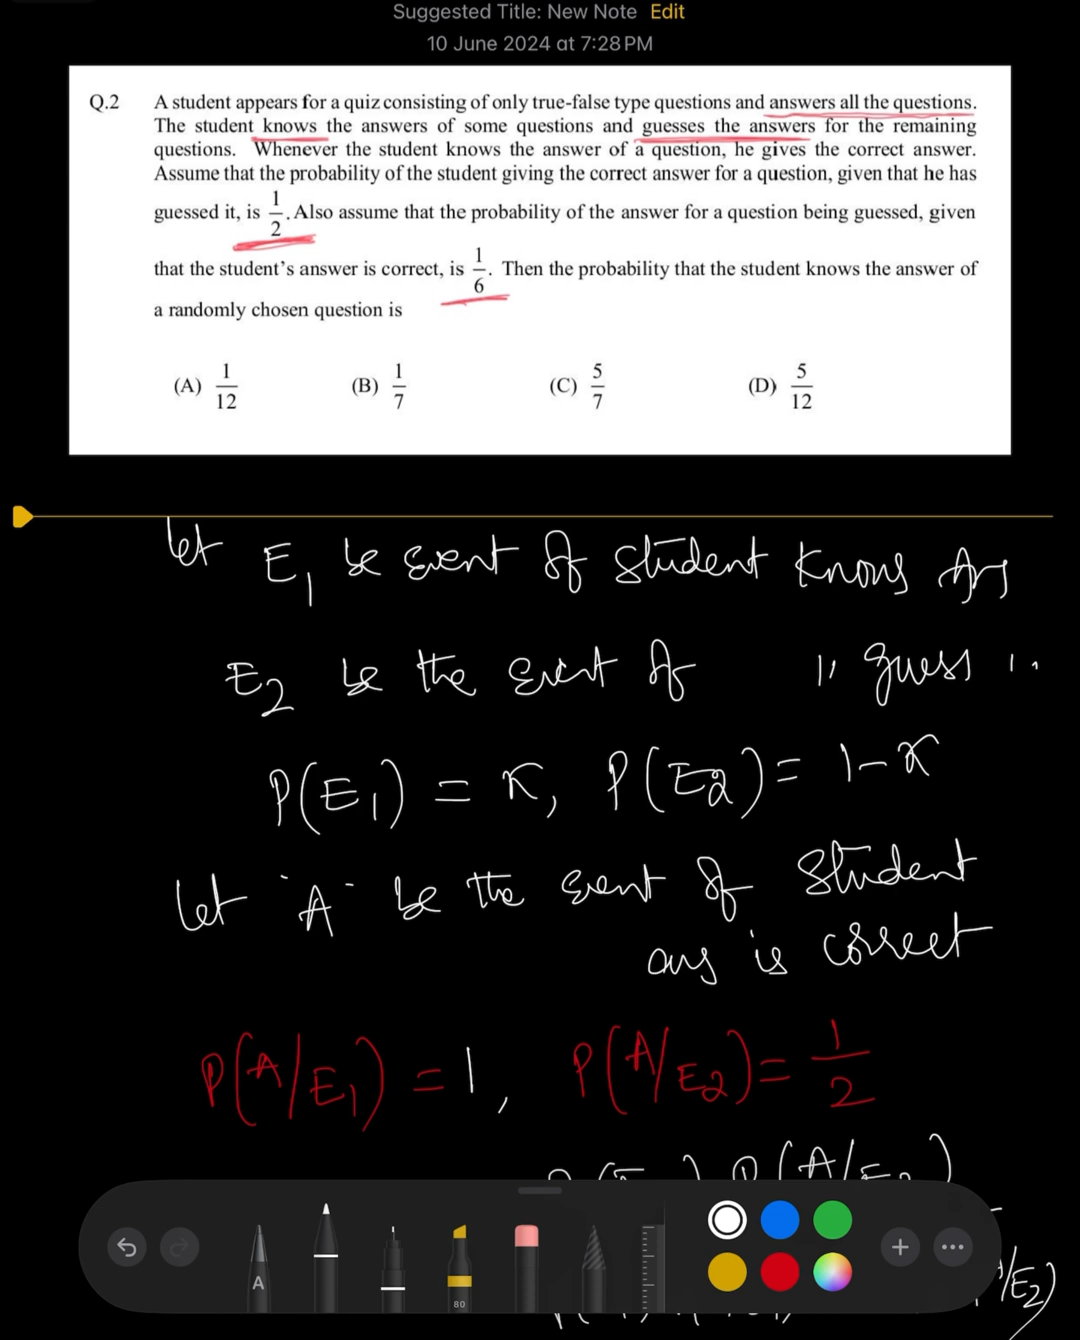 Suggested Title: New Note Edit
10 June 2024 at 7:28 PM
Q.2 A student appears for a quiz consisting of only true-false type questions and answers all the questions.
The student knows the answers of some questions and guesses the answers for the remaining
questions. Whenever the student knows the answer of a question, he gives the correct answer.
Assume that the probability of the student giving the correct answer for a question, given that he has
guessed it, is 1/2. Also assume that the probability of the answer for a question being guessed, given
that the student's answer is correct, is 1/6. Then the probability that the student knows the answer of
a randomly chosen question is
(A) 1/12 (B) 1/7 (C) 5/7 (D) 5/12
let E₁ be event of student knows Ans
E₂ be the event of " guess "
P(E₁) = x, P(E₂) = 1-x
Let "A" be the event of student
ans is correct
P(A/E₁) = 1, P(A/E₂) = 1/2
P(A/E₂)
/E₂)
A
80